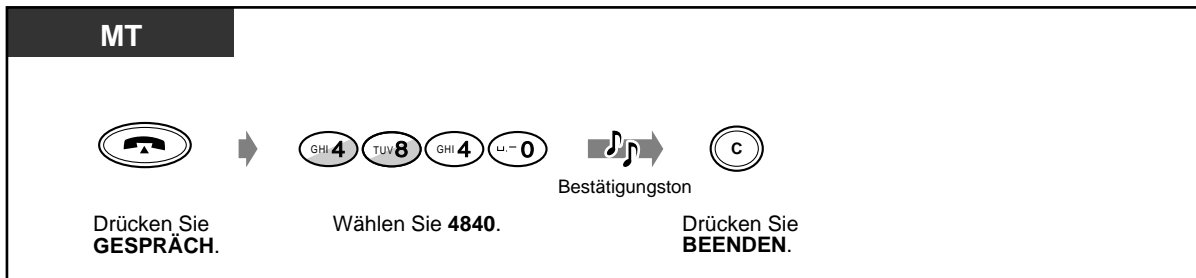 MT
GHI 4 TUV 8 GHI 4 ␣.− 0 C
Bestätigungston
Drücken Sie
GESPRÄCH.
Wählen Sie 4840.
Drücken Sie
BEENDEN.